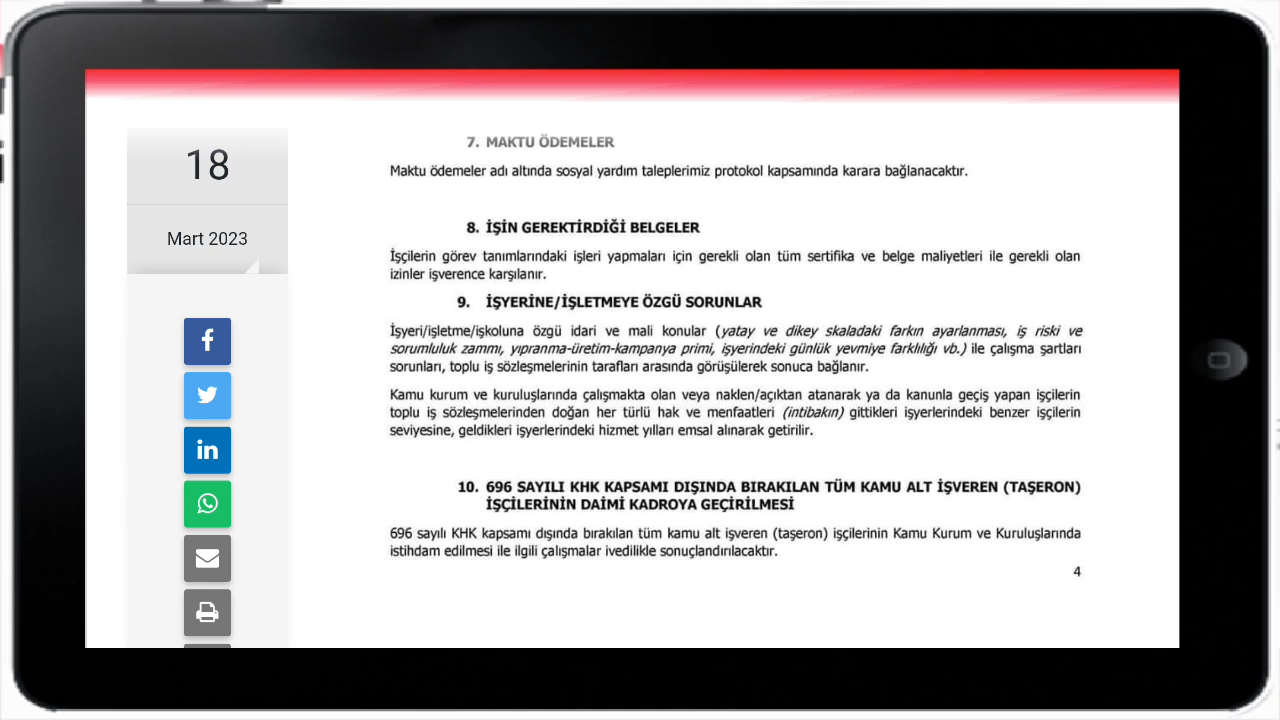 18
Mart 2023
7. MAKTU ÖDEMELER
Maktu ödemeler adı altında sosyal yardım taleplerimiz protokol kapsamında karara bağlanacaktır.
8. İŞİN GEREKTİRDİĞİ BELGELER
İşçilerin görev tanımlarındaki işleri yapmaları için gerekli olan tüm sertifika ve belge maliyetleri ile gerekli olan
izinler işverence karşılanır.
9. İŞYERİNE/İŞLETMEYE ÖZGÜ SORUNLAR
İşyeri/işletme/işkoluna özgü idari ve mali konular (yatay ve dikey skaladaki farkın ayarlanması, iş riski ve
sorumluluk zammı, yıpranma-üretim-kampanya primi, işyerindeki günlük yevmiye farklılığı vb.) ile çalışma şartları
sorunları, toplu iş sözleşmelerinin tarafları arasında görüşülerek sonuca bağlanır.
Kamu kurum ve kuruluşlarında çalışmakta olan veya naklen/açıktan atanarak ya da kanunla geçiş yapan işçilerin
toplu iş sözleşmelerinden doğan her türlü hak ve menfaatleri (intibakın) gittikleri işyerlerindeki benzer işçilerin
seviyesine, geldikleri işyerlerindeki hizmet yılları emsal alınarak getirilir.
10. 696 SAYILI KHK KAPSAMI DIŞINDA BIRAKILAN TÜM KAMU ALT İŞVEREN (TAŞERON)
İŞÇİLERİNİN DAİMİ KADROYA GEÇİRİLMESİ
696 sayılı KHK kapsamı dışında bırakılan tüm kamu alt işveren (taşeron) işçilerinin Kamu Kurum ve Kuruluşlarında
istihdam edilmesi ile ilgili çalışmalar ivedilikle sonuçlandırılacaktır.
4